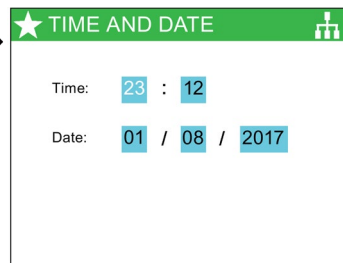 TIME AND DATE
Time: 23 : 12
Date: 01 / 08 / 2017